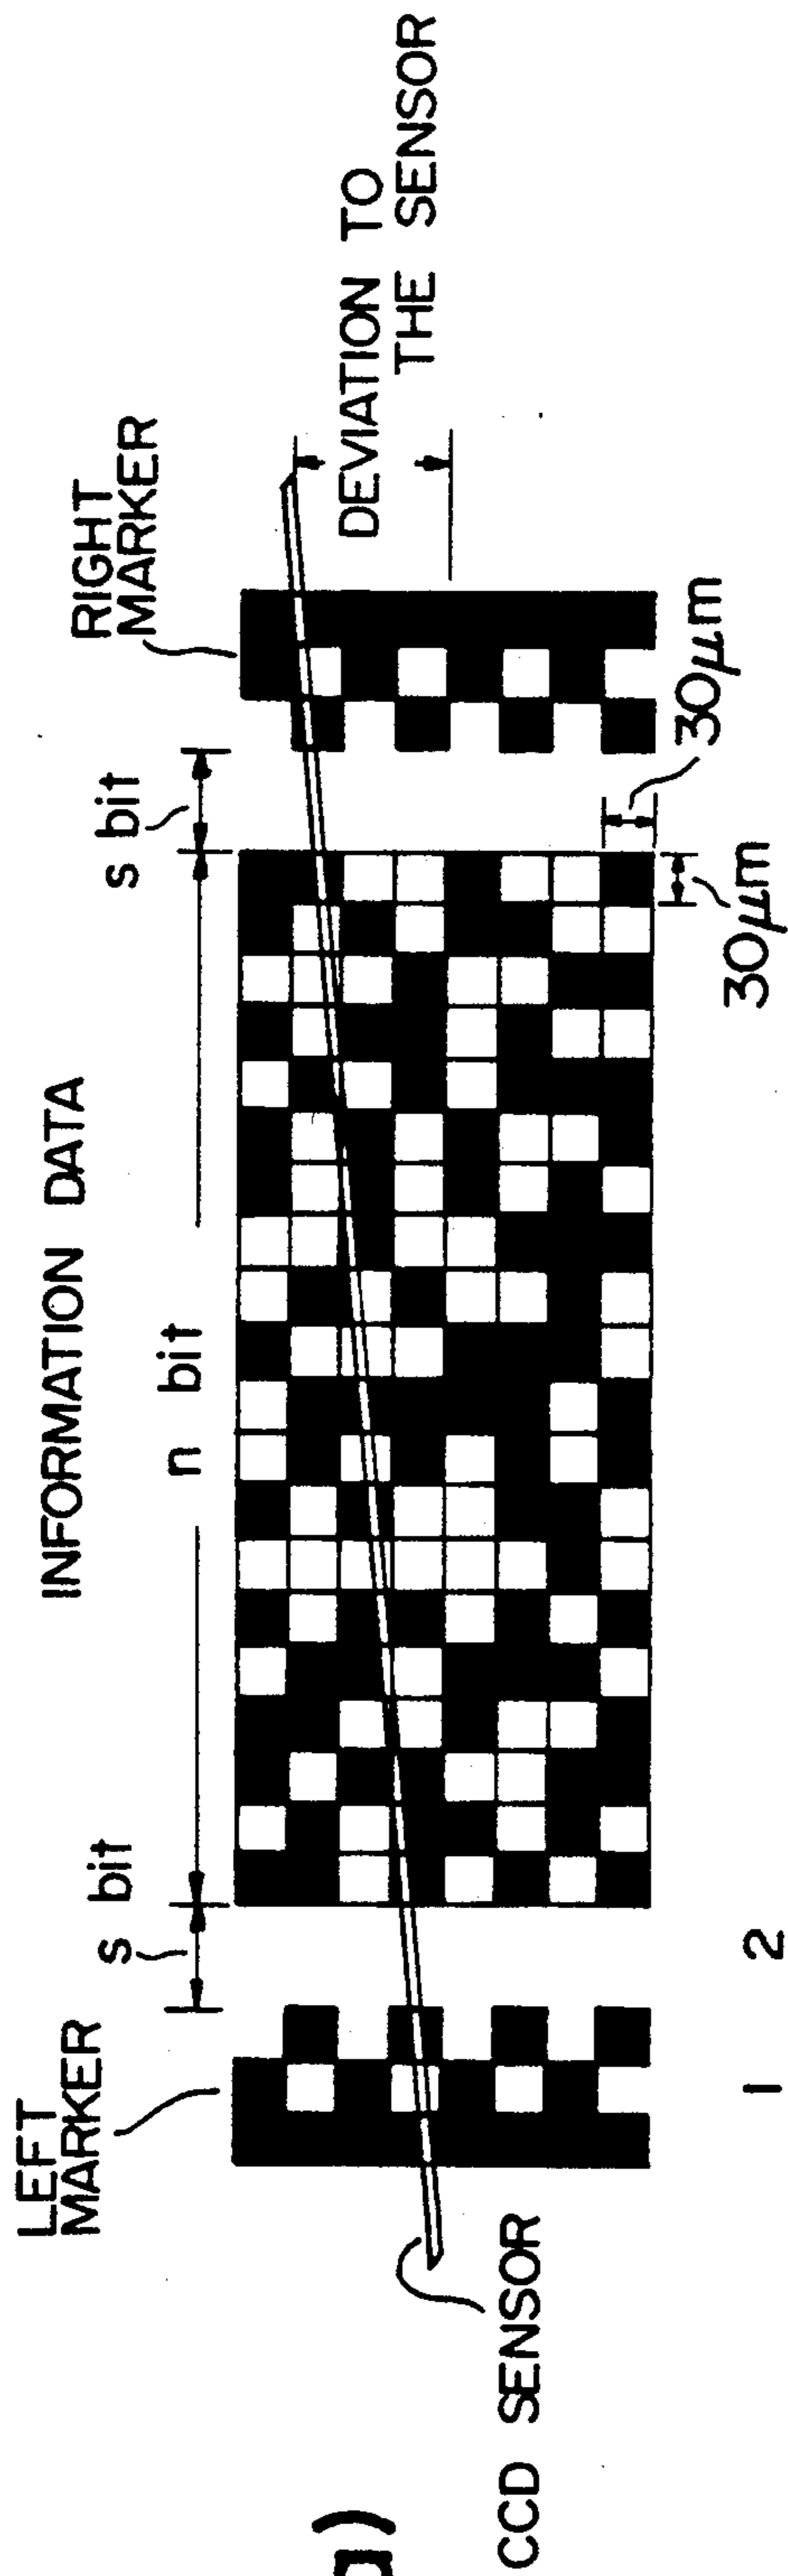 INFORMATION DATA
LEFT
MARKER
s bit
n bit
s bit
RIGHT
MARKER
DEVIATION TO
THE SENSOR
CCD SENSOR
30μm
30μm
1 2
)